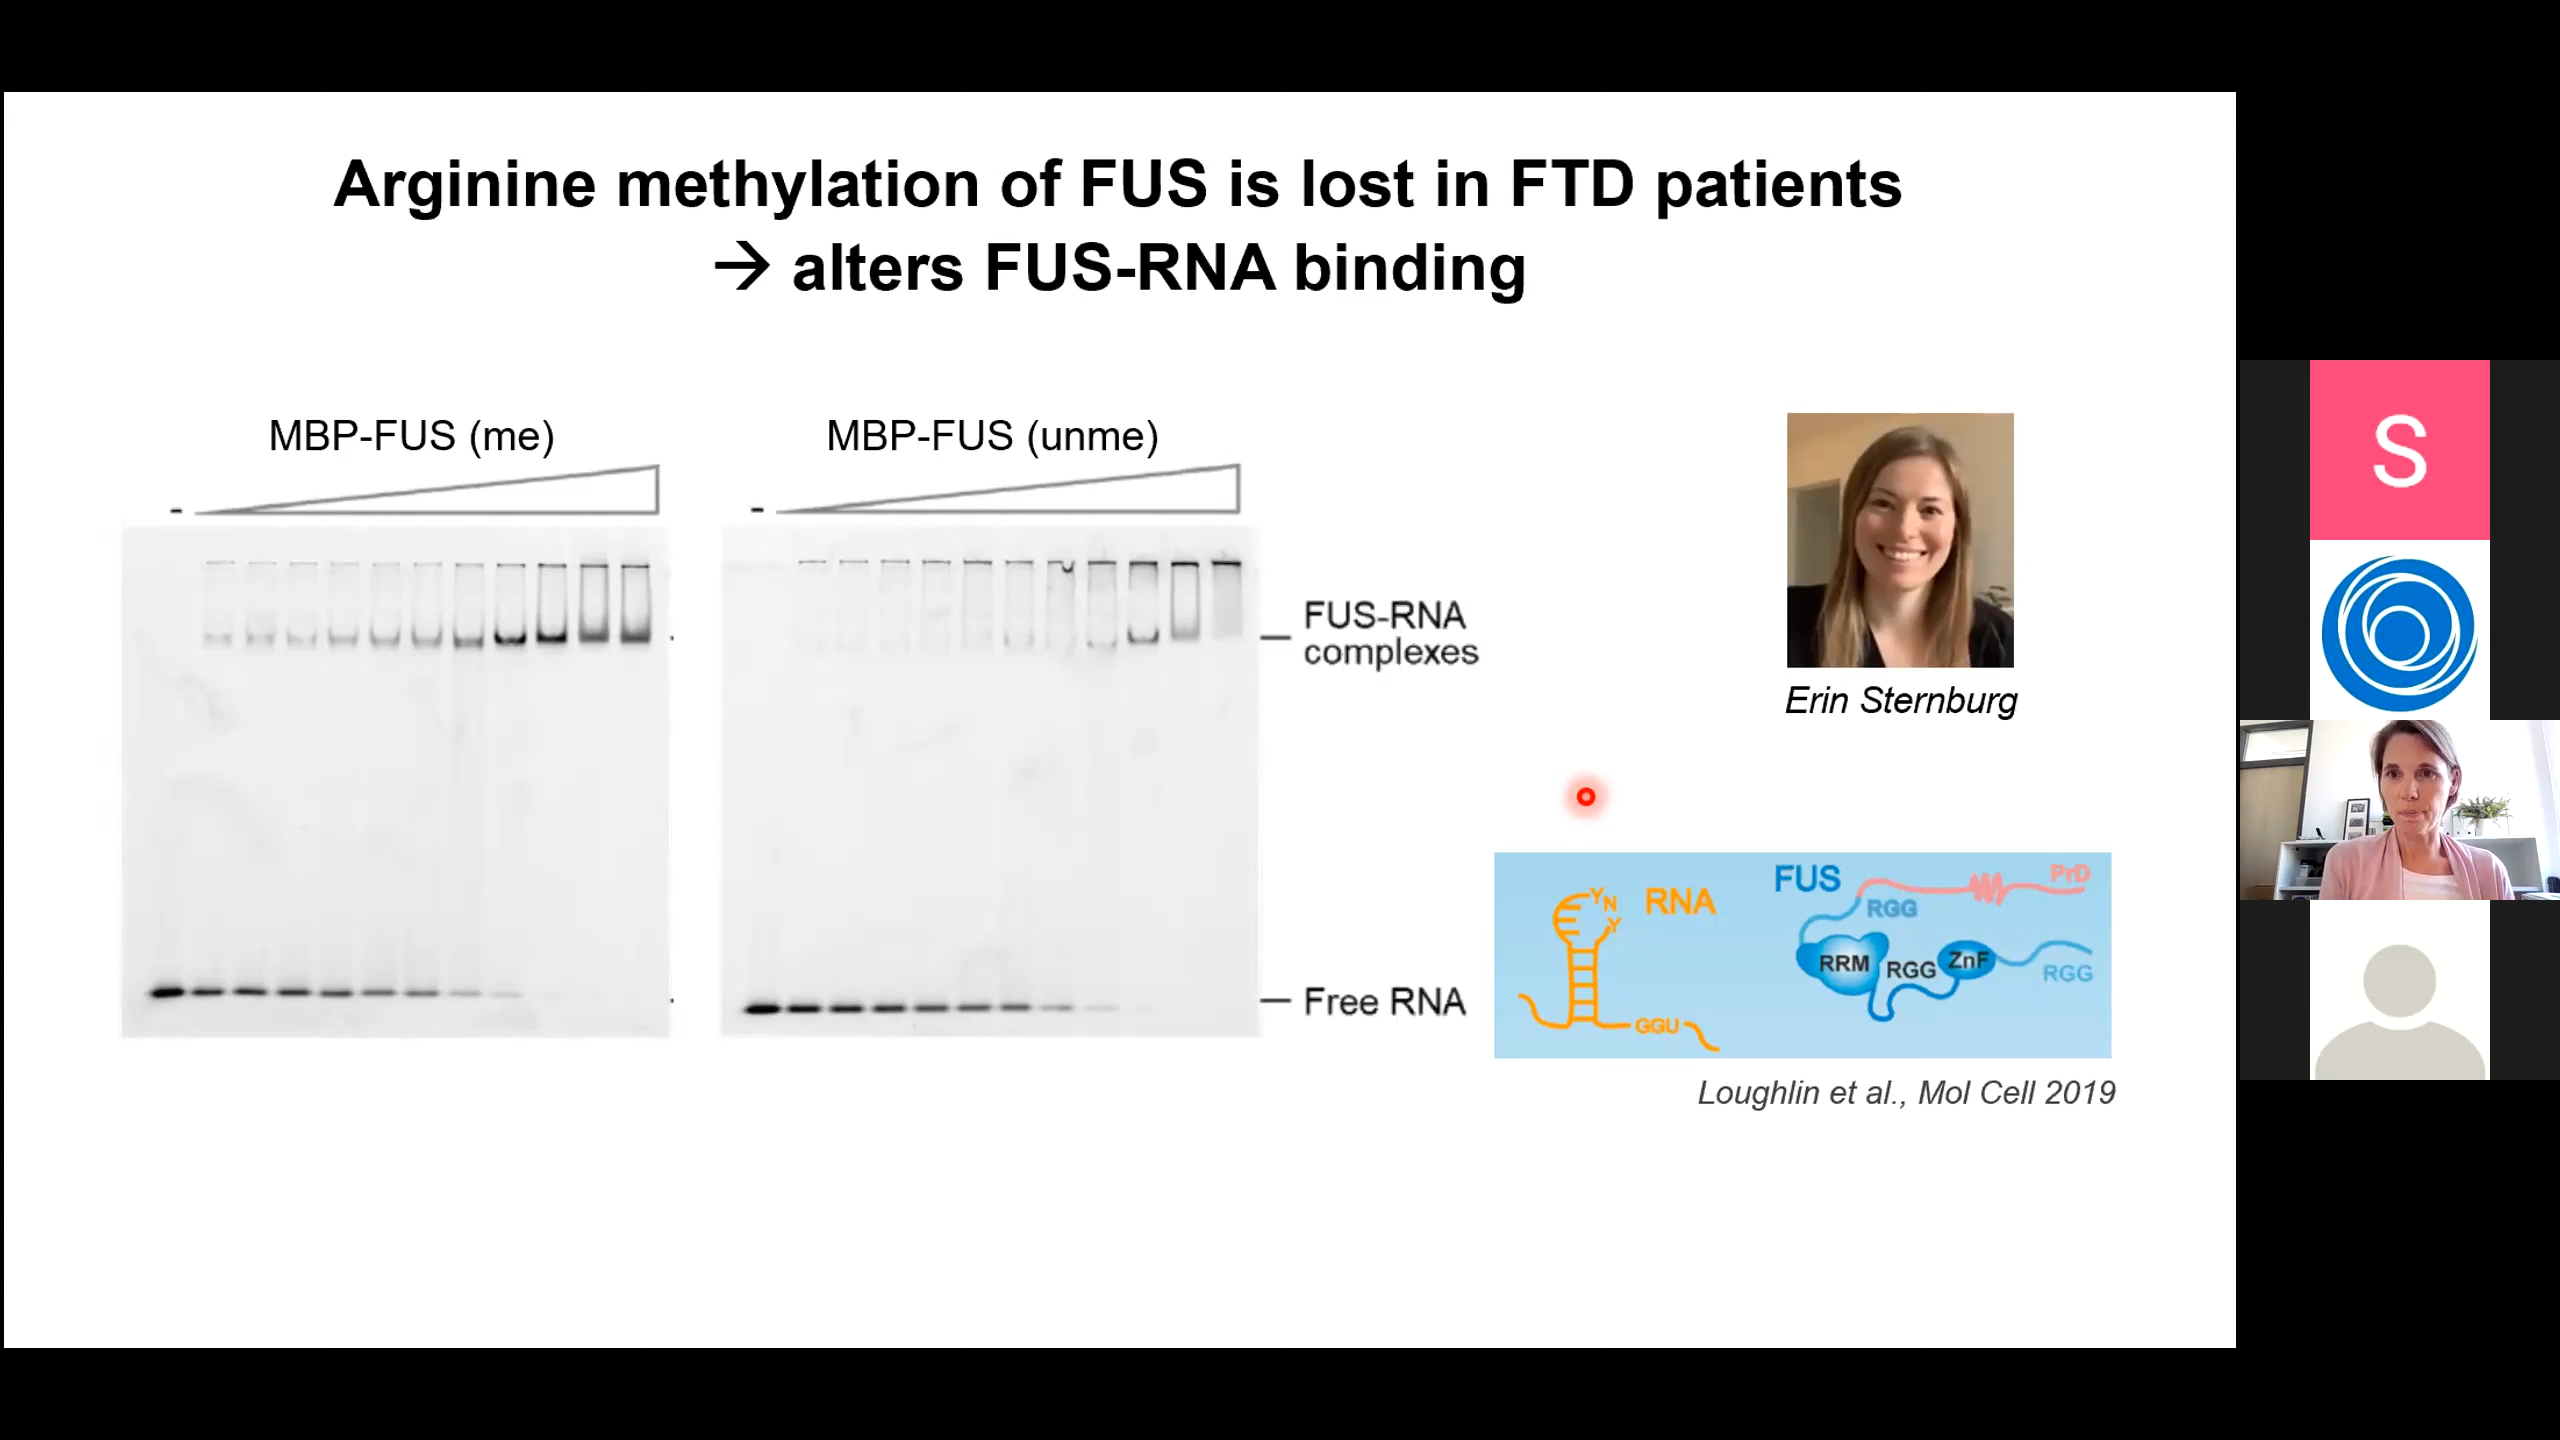 Arginine methylation of FUS is lost in FTD patients
→ alters FUS-RNA binding
MBP-FUS (me)
MBP-FUS (unme)
-
-
FUS-RNA
complexes
Free RNA
Erin Sternburg
YN
Y
RNA
GGU
FUS
PrD
RGG
RRM
RGG
ZnF
RGG
Loughlin et al., Mol Cell 2019
S